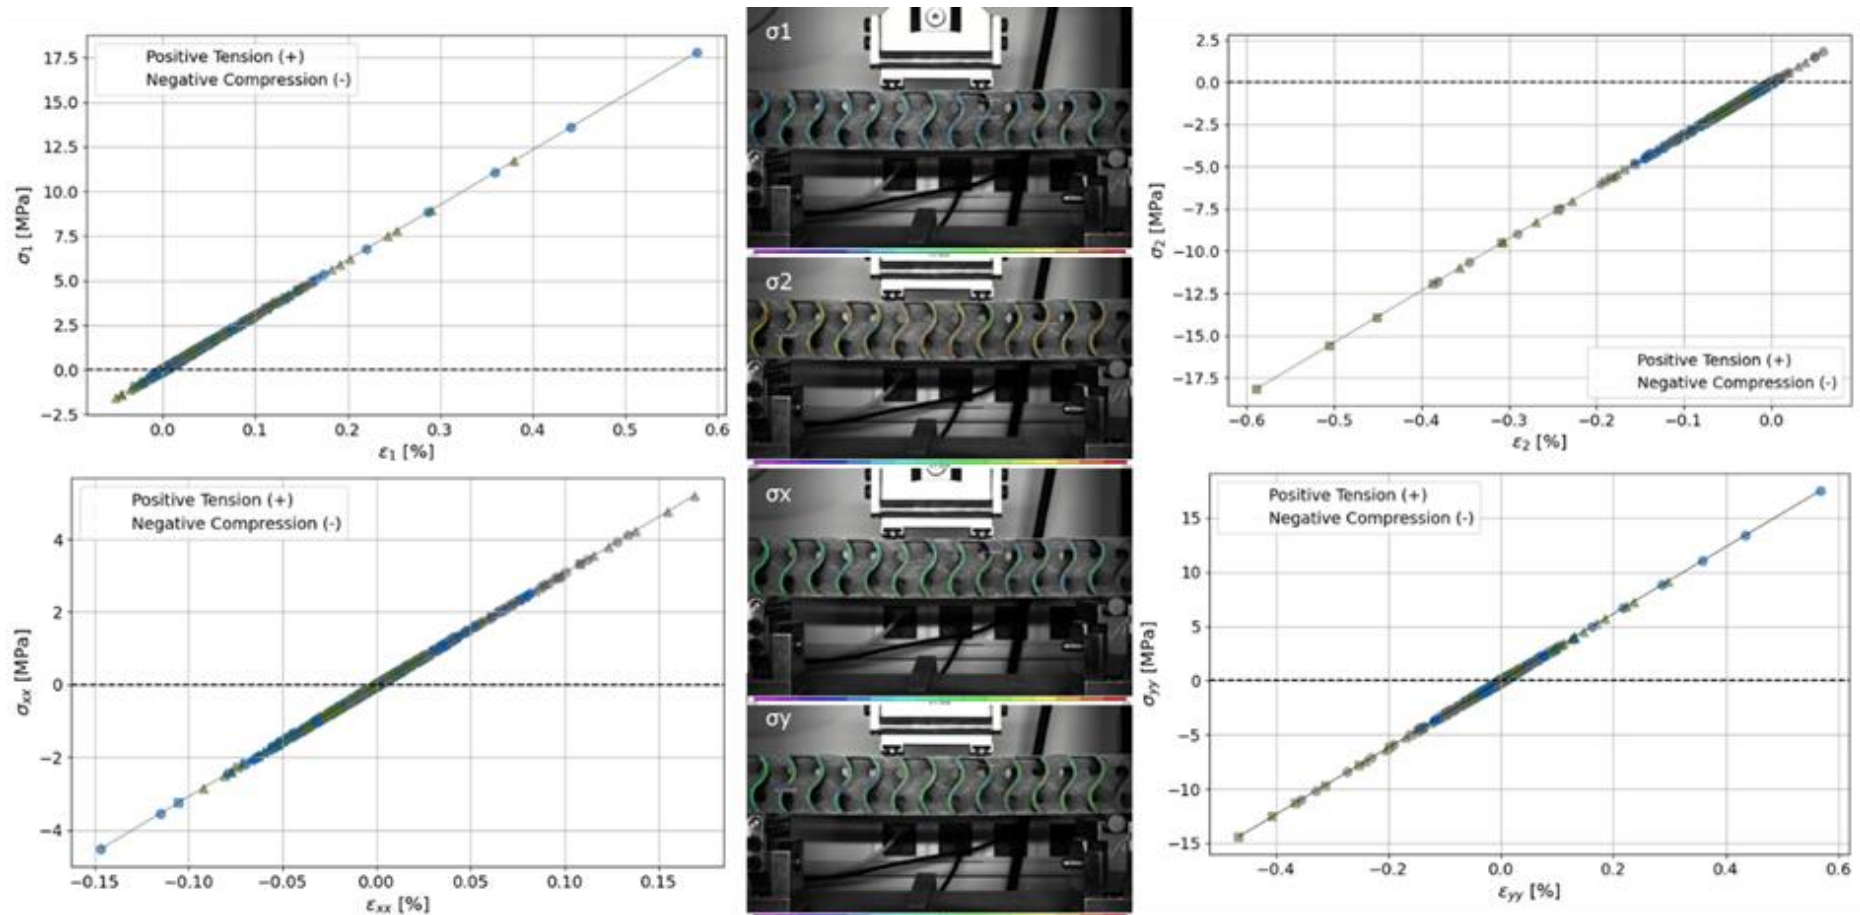 Positive Tension (+)
Negative Compression (-)
17.5
15.0
12.5
10.0
7.5
5.0
2.5
0.0
−2.5
σ1 [MPa]
0.0 0.1 0.2 0.3 0.4 0.5 0.6
ε1 [%]
σ1
σ2
σx
σy
2.5
0.0
−2.5
−5.0
−7.5
−10.0
−12.5
−15.0
−17.5
σ2 [MPa]
Positive Tension (+)
Negative Compression (-)
−0.6 −0.5 −0.4 −0.3 −0.2 −0.1 0.0
ε2 [%]
Positive Tension (+)
Negative Compression (-)
4
2
0
−2
−4
σxx [MPa]
−0.15 −0.10 −0.05 0.00 0.05 0.10 0.15
εxx [%]
Positive Tension (+)
Negative Compression (-)
15
10
5
0
−5
−10
−15
σyy [MPa]
−0.4 −0.2 0.0 0.2 0.4 0.6
εyy [%]